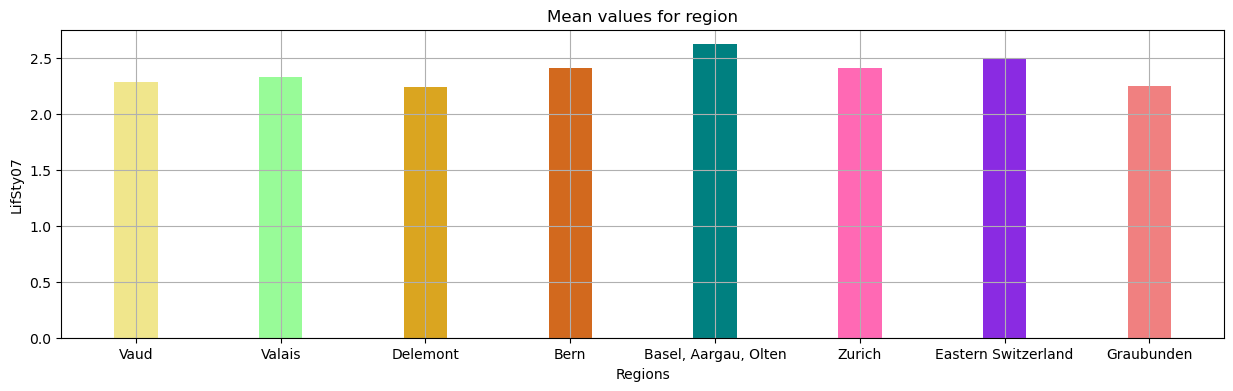 Mean values for region
LifSty07
2.5
2.0
1.5
1.0
0.5
0.0
Vaud Valais Delemont Bern Basel, Aargau, Olten Zurich Eastern Switzerland Graubunden
Regions